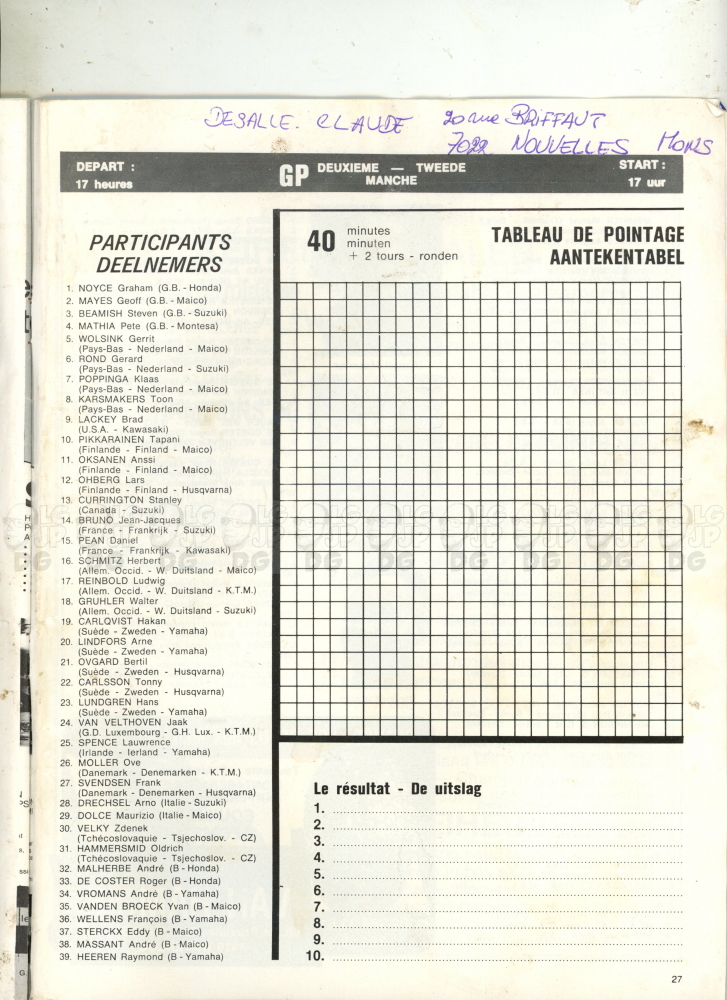 DESALLE. CLAUDE 20 rue BRIFFAUT
7022 NOUVELLES MONS
DEPART :
17 heures
GP DEUXIEME — TWEEDE
MANCHE
START :
17 uur
PARTICIPANTS
DEELNEMERS
1. NOYCE Graham (G.B. - Honda)
2. MAYES Geoff (G.B. - Maico)
3. BEAMISH Steven (G.B. - Suzuki)
4. MATHIA Pete (G.B. - Montesa)
5. WOLSINK Gerrit
(Pays-Bas - Nederland - Maico)
6. ROND Gerard
(Pays-Bas - Nederland - Suzuki)
7. POPPINGA Klaas
(Pays-Bas - Nederland - Maico)
8. KARSMAKERS Toon
(Pays-Bas - Nederland - Maico)
9. LACKEY Brad
(U.S.A. - Kawasaki)
10. PIKKARAINEN Tapani
(Finlande - Finland - Maico)
11. OKSANEN Anssi
(Finlande - Finland - Maico)
12. OHBERG Lars
(Finlande - Finland - Husqvarna)
13. CURRINGTON Stanley
(Canada - Suzuki)
14. BRUNO Jean-Jacques
(France - Frankrijk - Suzuki)
15. PEAN Daniel
(France - Frankrijk - Kawasaki)
16. SCHMITZ Herbert
(Allem. Occid. - W. Duitsland - Maico)
17. REINBOLD Ludwig
(Allem. Occid. - W. Duitsland - K.T.M.)
18. GRUHLER Walter
(Allem. Occid. - W. Duitsland - Suzuki)
19. CARLQVIST Hakan
(Suède - Zweden - Yamaha)
20. LINDFORS Arne
(Suède - Zweden - Yamaha)
21. OVGARD Bertil
(Suède - Zweden - Husqvarna)
22. CARLSSON Tonny
(Suède - Zweden - Husqvarna)
23. LUNDGREN Hans
(Suède - Zweden - Yamaha)
24. VAN VELTHOVEN Jaak
(G.D. Luxembourg - G.H. Lux. - K.T.M.)
25. SPENCE Lauwrence
(Irlande - Ierland - Yamaha)
26. MOLLER Ove
(Danemark - Denemarken - K.T.M.)
27. SVENDSEN Frank
(Danemark - Denemarken - Husqvarna)
28. DRECHSEL Arno (Italie - Suzuki)
29. DOLCE Maurizio (Italie - Maico)
30. VELKY Zdenek
(Tchécoslovaquie - Tsjechoslov. - CZ)
31. HAMMERSMID Oldrich
(Tchécoslovaquie - Tsjechoslov. - CZ)
32. MALHERBE André (B - Honda)
33. DE COSTER Roger (B - Honda)
34. VROMANS André (B - Yamaha)
35. VANDEN BROECK Yvan (B - Maico)
36. WELLENS François (B - Yamaha)
37. STERCKX Eddy (B - Maico)
38. MASSANT André (B - Maico)
39. HEEREN Raymond (B - Yamaha)
40 minutes
minuten
+ 2 tours - ronden
TABLEAU DE POINTAGE
AANTEKENTABEL
Le résultat - De uitslag
1.
2.
3.
4.
5.
6.
7.
8.
9.
10.
27